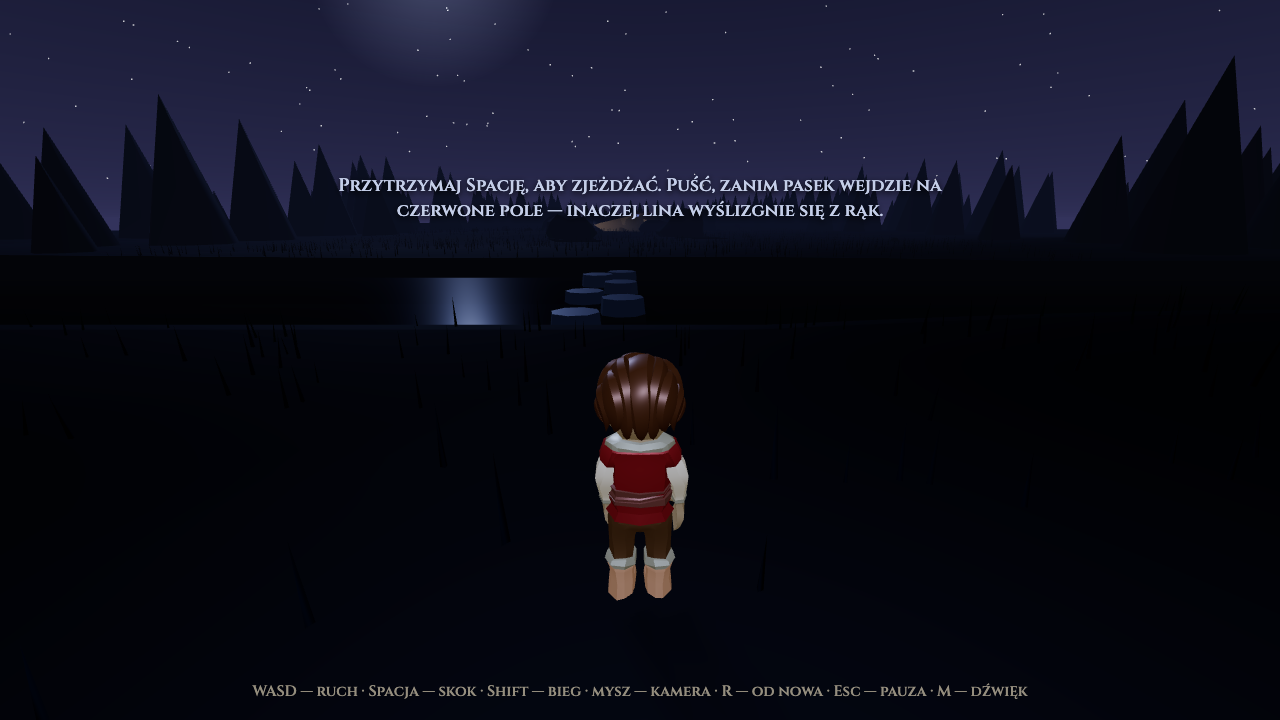 Przytrzymaj Spację, aby zjeżdżać. Puść, zanim pasek wejdzie na
czerwone pole — inaczej lina wyślizgnie się z rąk.
WASD — ruch · Spacja — skok · Shift — bieg · mysz — kamera · R — od nowa · Esc — pauza · M — dźwięk